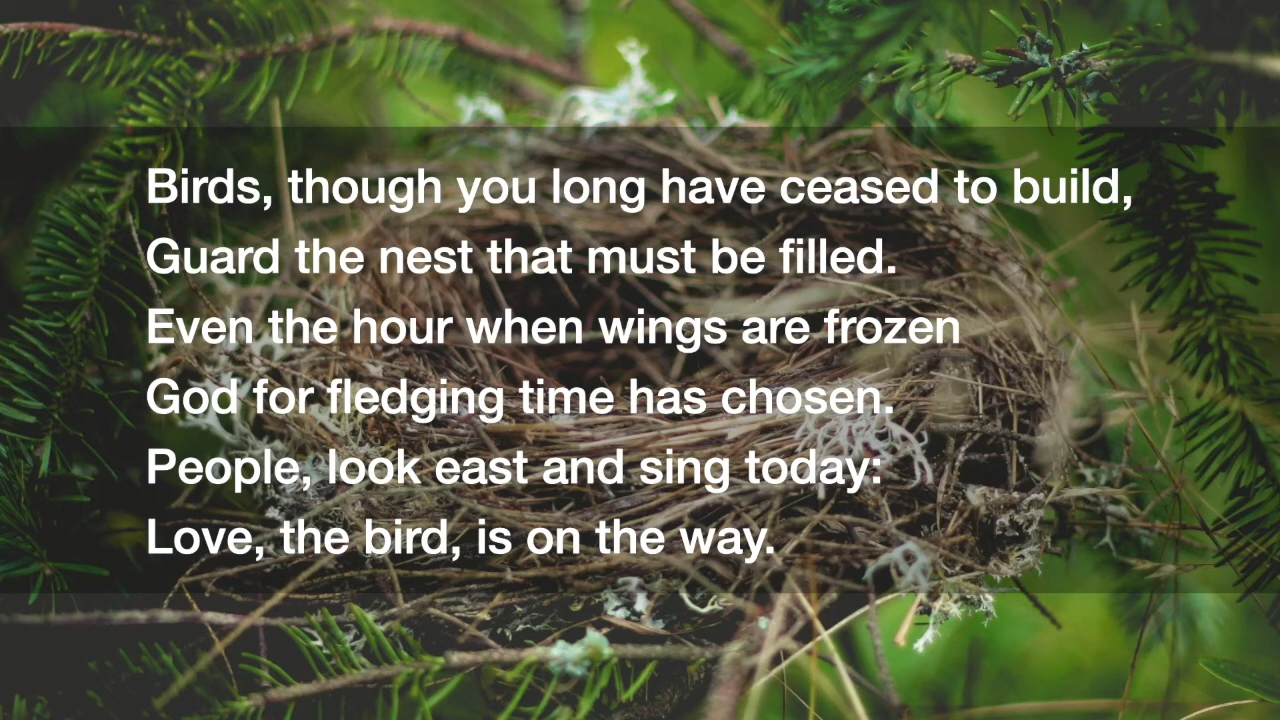 Birds, though you long have ceased to build,
Guard the nest that must be filled.
Even the hour when wings are frozen
God for fledging time has chosen.
People, look east and sing today:
Love, the bird, is on the way.